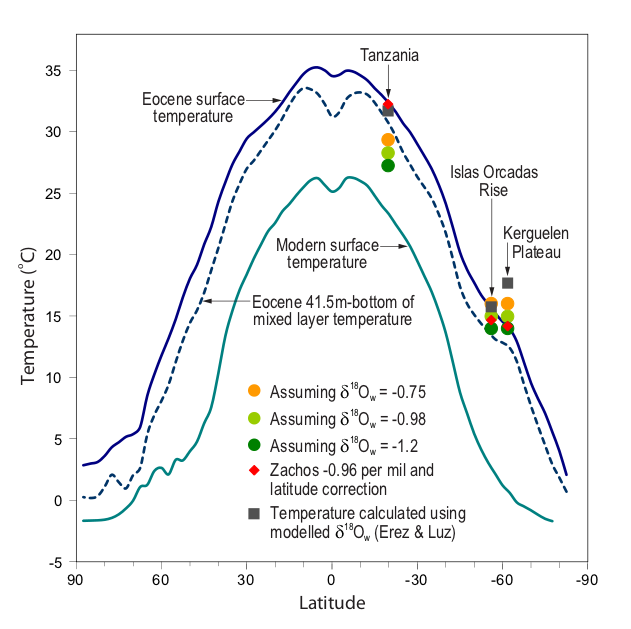 Temperature (°C)
35
30
25
20
15
10
5
0
-5
90
60
30
0
-30
-60
-90
Latitude
Tanzania
Eocene surface
temperature
Islas Orcadas
Rise
Kerguelen
Plateau
Modern surface
temperature
Eocene 41.5m-bottom of
mixed layer temperature
Assuming δ¹⁸Ow = -0.75
Assuming δ¹⁸Ow = -0.98
Assuming δ¹⁸Ow = -1.2
Zachos -0.96 per mil and
latitude correction
Temperature calculated using
modelled δ¹⁸Ow (Erez & Luz)